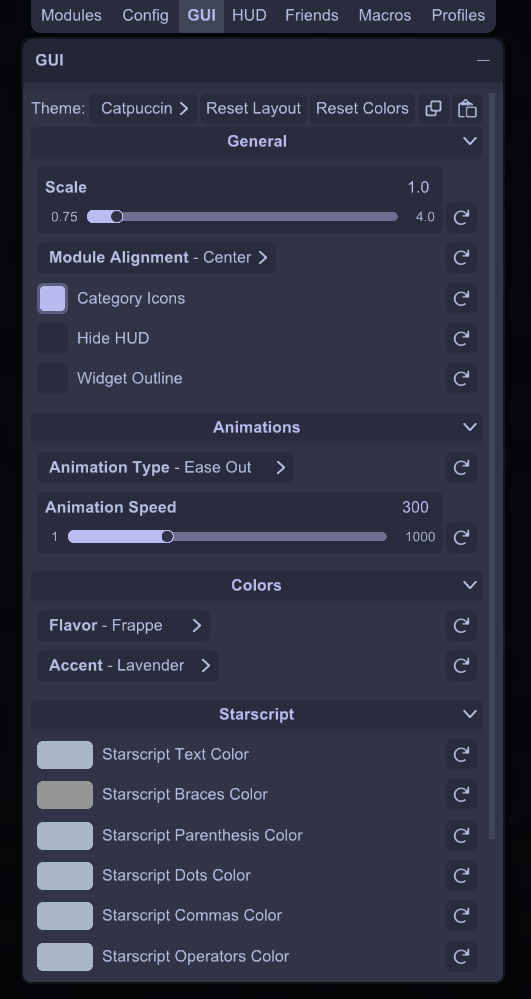 Modules Config GUI HUD Friends Macros Profiles
GUI
Theme: Catpuccin Reset Layout Reset Colors
General
Scale 1.0
0.75 4.0
Module Alignment - Center
Category Icons
Hide HUD
Widget Outline
Animations
Animation Type - Ease Out
Animation Speed 300
1 1000
Colors
Flavor - Frappe
Accent - Lavender
Starscript
Starscript Text Color
Starscript Braces Color
Starscript Parenthesis Color
Starscript Dots Color
Starscript Commas Color
Starscript Operators Color